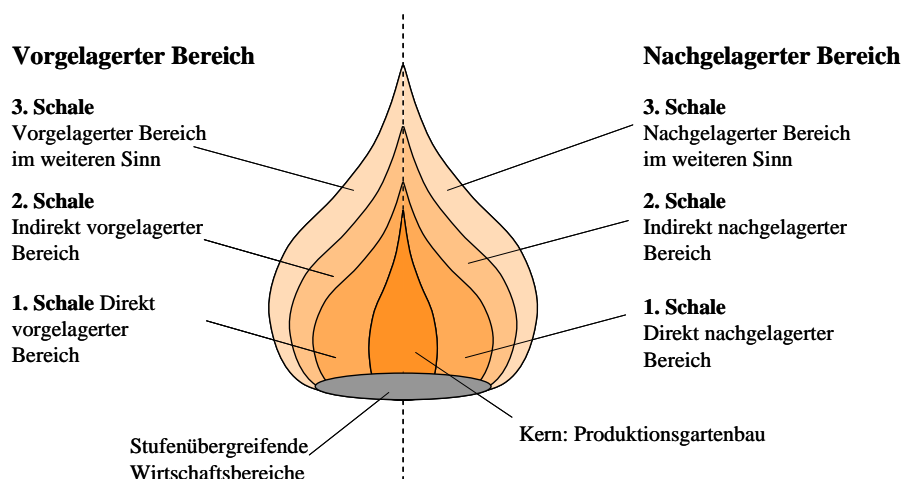 Vorgelagerter Bereich
3. Schale
Vorgelagerter Bereich
im weiteren Sinn
2. Schale
Indirekt vorgelagerter
Bereich
1. Schale Direkt
vorgelagerter
Bereich
Nachgelagerter Bereich
3. Schale
Nachgelagerter Bereich
im weiteren Sinn
2. Schale
Indirekt nachgelagerter
Bereich
1. Schale
Direkt nachgelagerter
Bereich
Stufenübergreifende
Wirtschaftsbereiche
Kern: Produktionsgartenbau